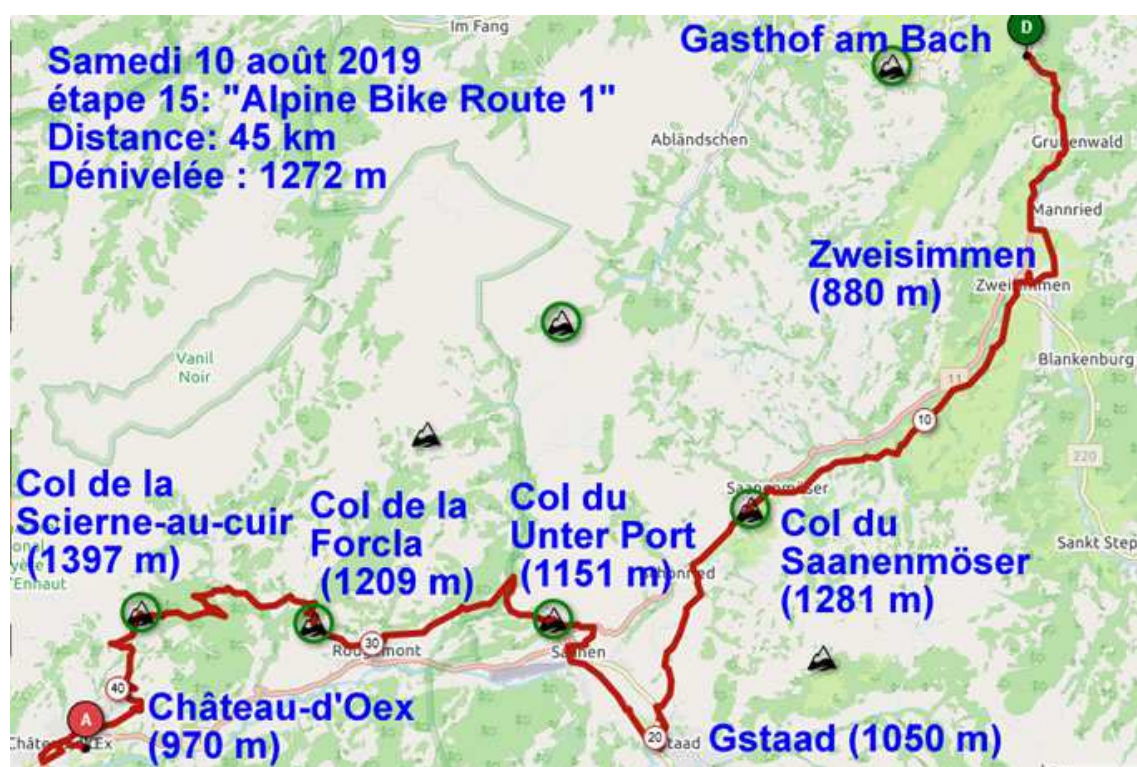 Im Fang
Samedi 10 août 2019
étape 15: "Alpine Bike Route 1"
Distance: 45 km
Dénivelée : 1272 m
Gasthof am Bach
D
Abländschen
Mannried
Zweisimmen
(880 m)
Zweisimmen
Vanil
Noir
Blankenburg
11
10
220
Saanenmöser
Col de la
Scierne-au-cuir
(1397 m)
Col de la
Forcla
(1209 m)
Col du
Unter Port
(1151 m)
Col du
Saanenmöser
(1281 m)
Sankt Step
d'Enhaut
30
40
A
Château-d'Oex
(970 m)
20
Gstaad (1050 m)